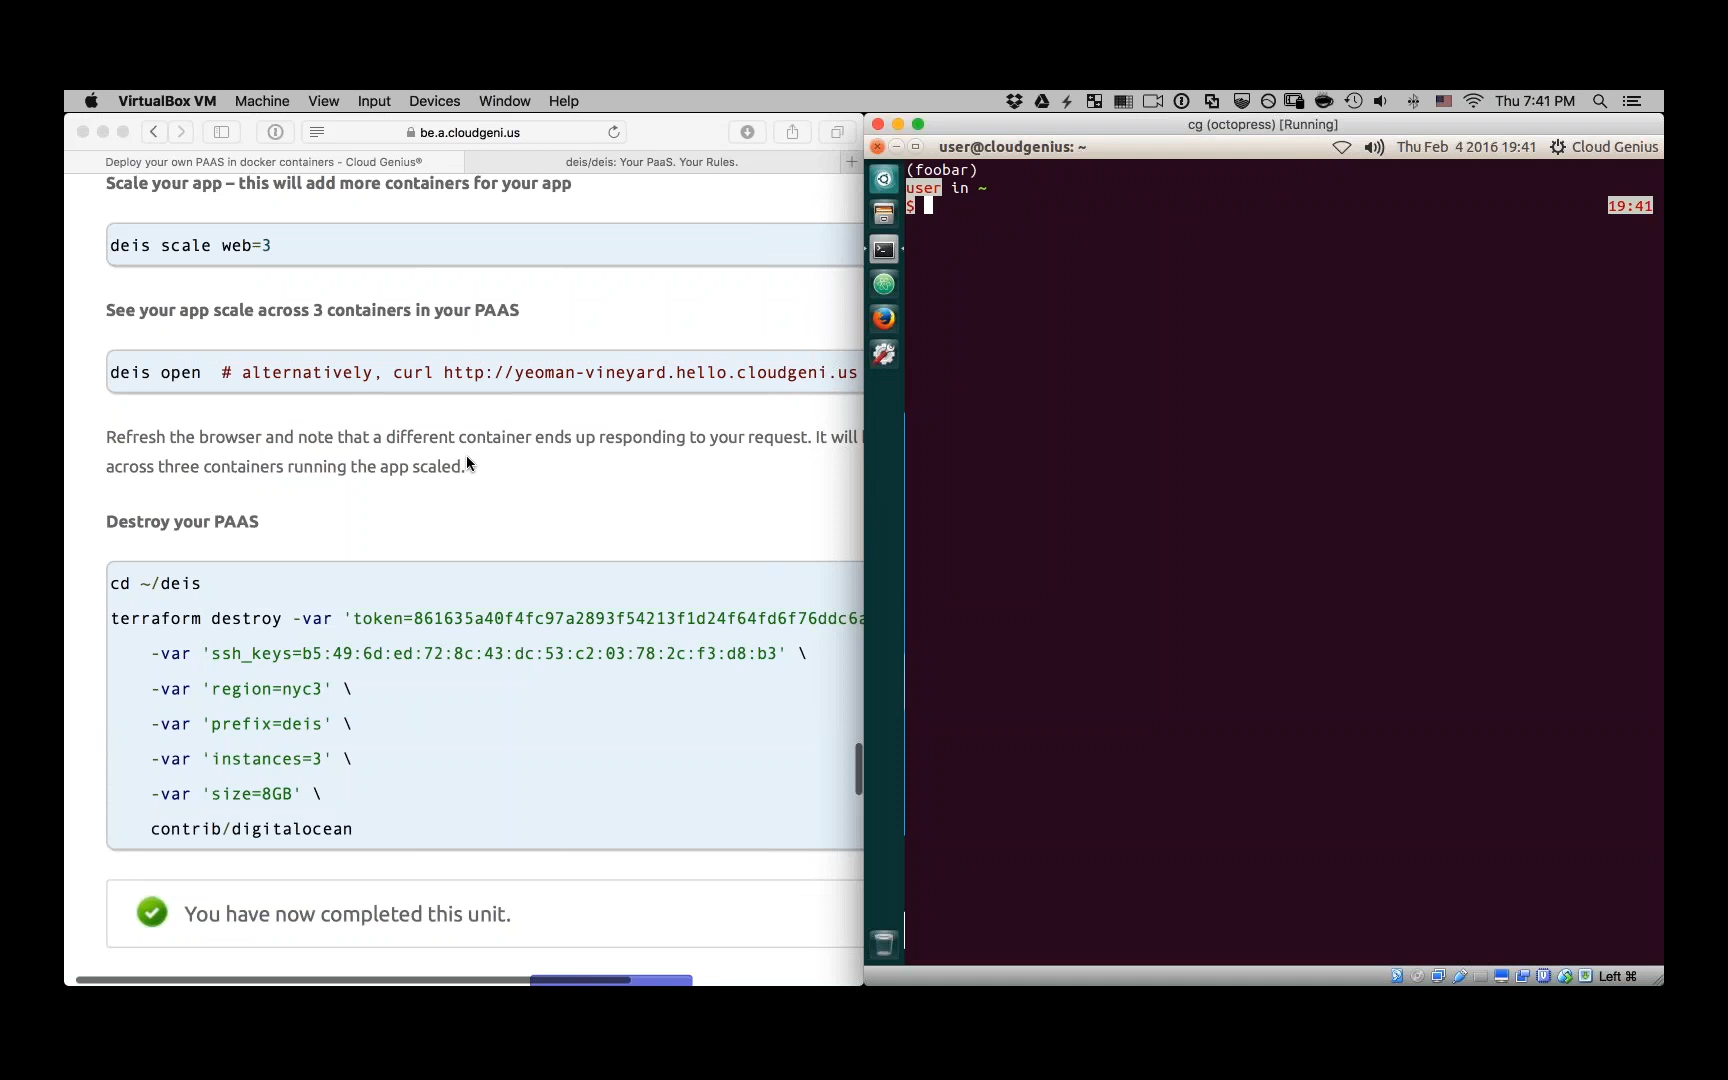 VirtualBox VM Machine View Input Devices Window Help
Thu 7:41 PM
be.a.cloudgeni.us
Deploy your own PAAS in docker containers - Cloud Genius®
deis/deis: Your PaaS. Your Rules.
Scale your app – this will add more containers for your app
deis scale web=3
See your app scale across 3 containers in your PAAS
deis open # alternatively, curl http://yeoman-vineyard.hello.cloudgeni.us
Refresh the browser and note that a different container ends up responding to your request. It will
across three containers running the app scaled.
Destroy your PAAS
cd ~/deis
terraform destroy -var 'token=861635a40f4fc97a2893f54213f1d24f64fd6f76ddc6a
-var 'ssh_keys=b5:49:6d:ed:72:8c:43:dc:53:c2:03:78:2c:f3:d8:b3' \
-var 'region=nyc3' \
-var 'prefix=deis' \
-var 'instances=3' \
-var 'size=8GB' \
contrib/digitalocean
You have now completed this unit.
cg (octopress) [Running]
user@cloudgenius: ~
Thu Feb 4 2016 19:41 Cloud Genius
(foobar)
user in ~
$
19:41
Left ⌘